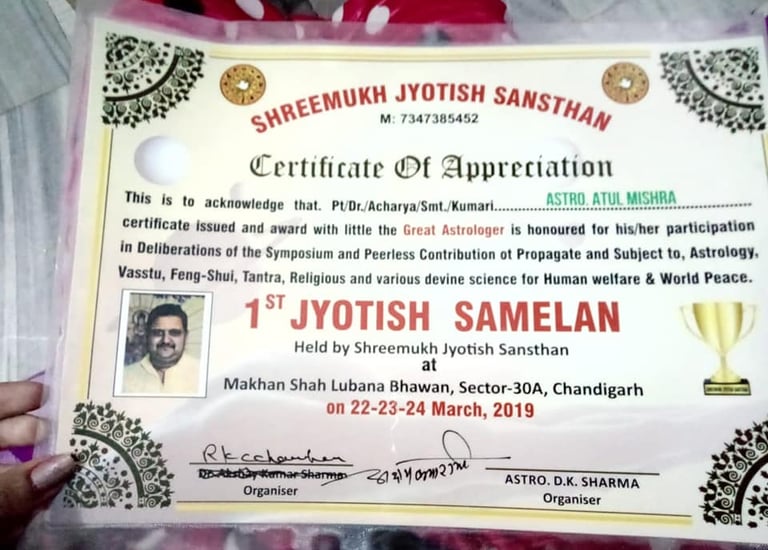 SHREEMUKH JYOTISH SANSTHAN
M: 7347385452
Certificate Of Appreciation
This is to acknowledge that. Pt/Dr./Acharya/Smt./Kumari..........ASTRO. ATUL MISHRA..........
certificate issued and award with little the Great Astrologer is honoured for his/her participation
in Deliberations of the Symposium and Peerless Contribution ot Propagate and Subject to, Astrology,
Vasstu, Feng-Shui, Tantra, Religious and various devine science for Human welfare & World Peace.
1ST JYOTISH SAMELAN
Held by Shreemukh Jyotish Sansthan
at
Makhan Shah Lubana Bhawan, Sector-30A, Chandigarh
on 22-23-24 March, 2019
Dr. Akshay Kumar Sharma
Organiser
ASTRO. D.K. SHARMA
Organiser